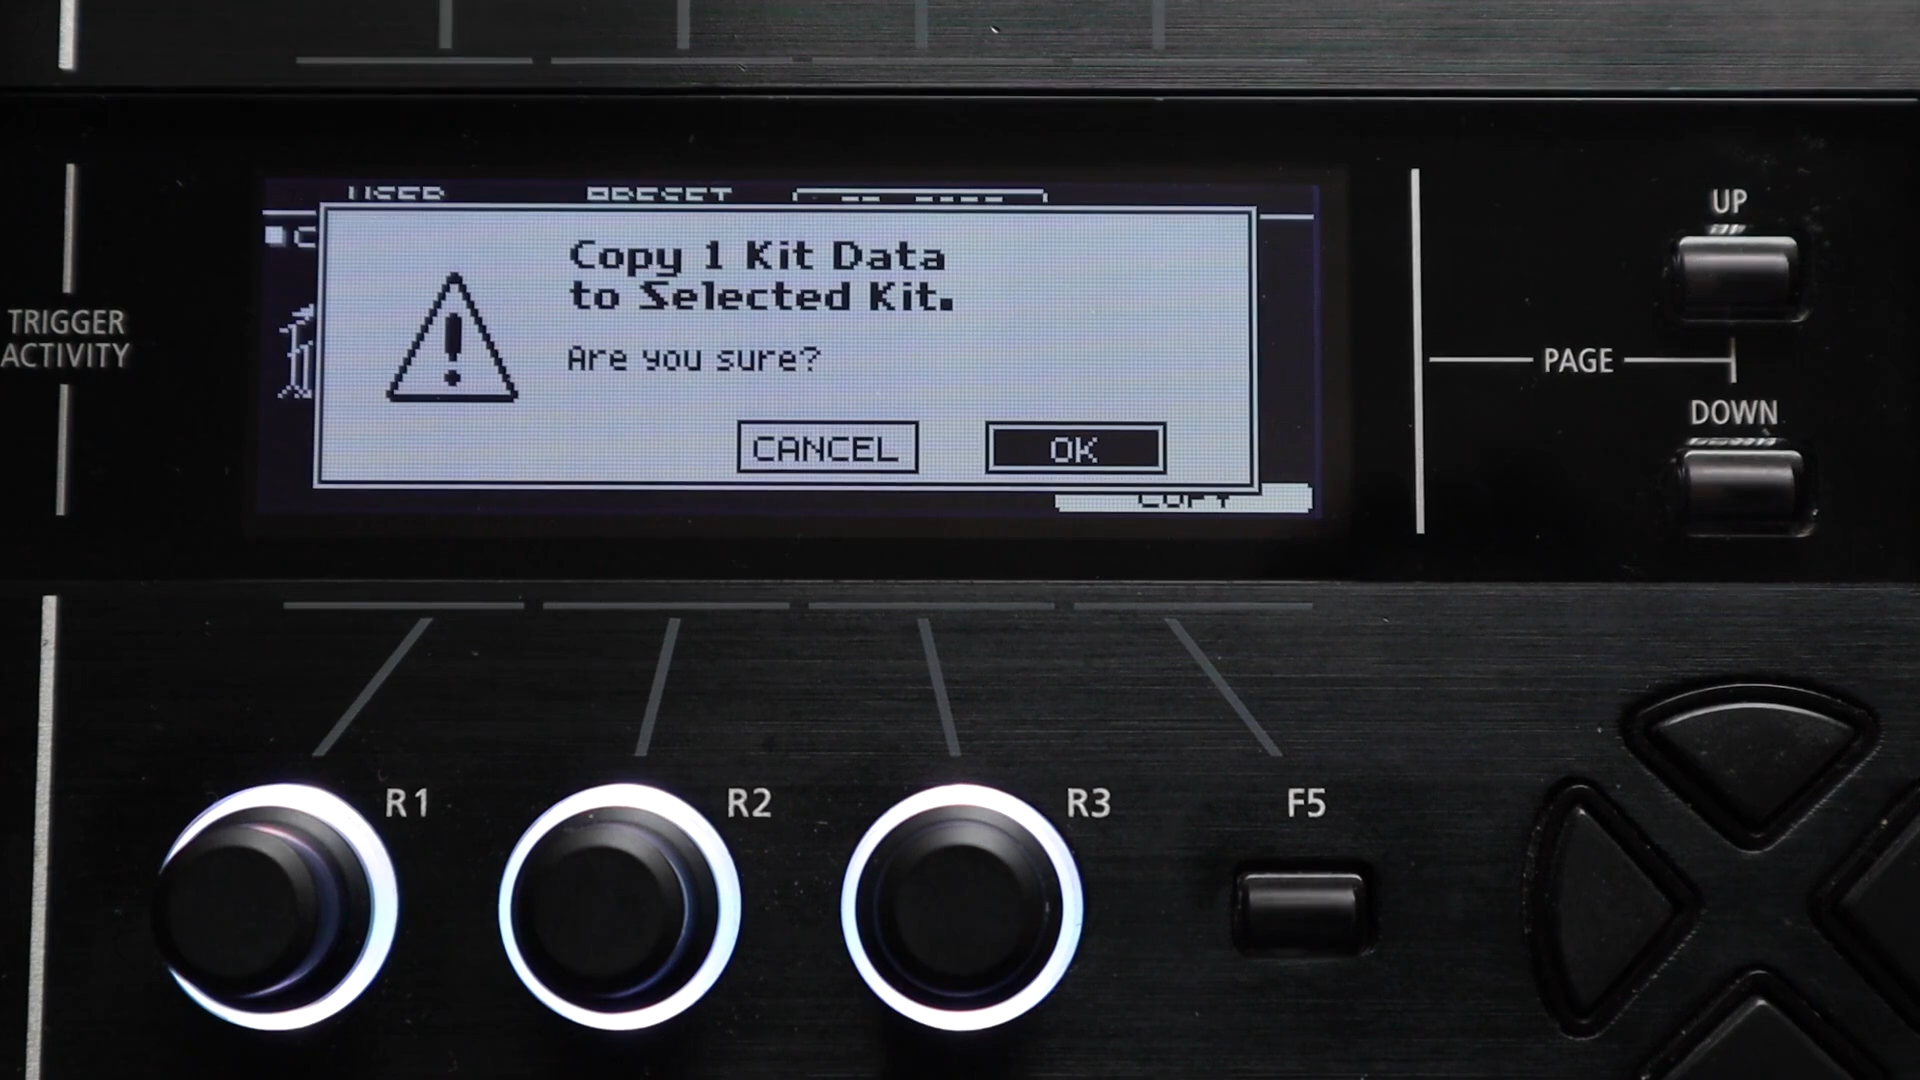 USER PRESET
Copy 1 Kit Data
to Selected Kit.
Are you sure?
CANCEL OK
COPY
TRIGGER
ACTIVITY
UP
PAGE
DOWN
R1 R2 R3 F5